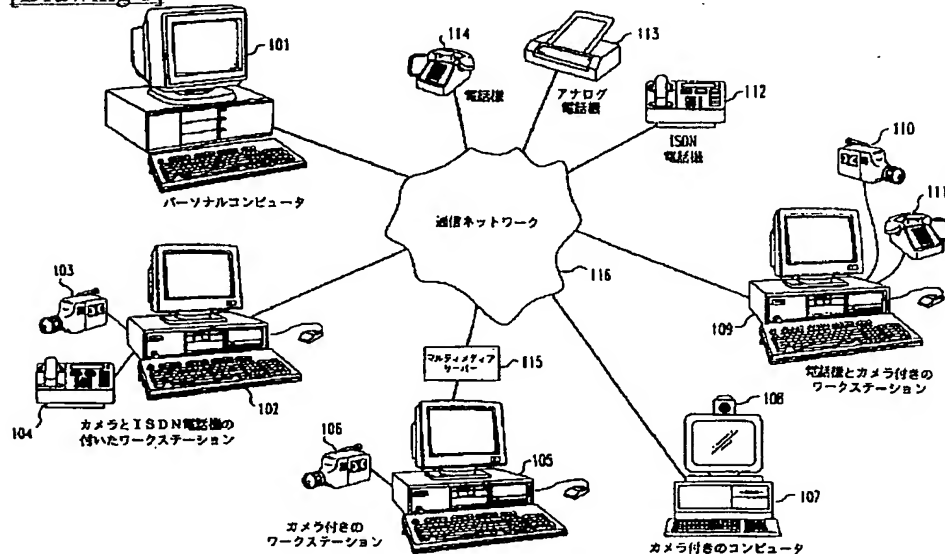 101
パーソナルコンピュータ
114
電話機
113
アナログ
電話機
112
ISDN
電話機
110
111
通信ネットワーク
116
109
電話機とカメラ付きの
ワークステーション
103
104
102
カメラとISDN電話機の
付いたワークステーション
マルチメディア
サーバー
115
106
105
カメラ付きの
ワークステーション
108
107
カメラ付きのコンピュータ